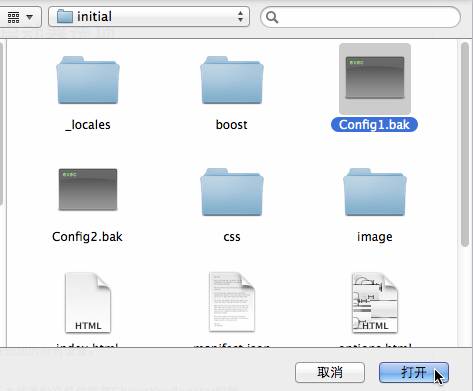 initial
_locales
boost
exec
Config1.bak
exec
Config2.bak
css
image
HTML
HTML
index.html
manifest.json
options.html
取消
打开